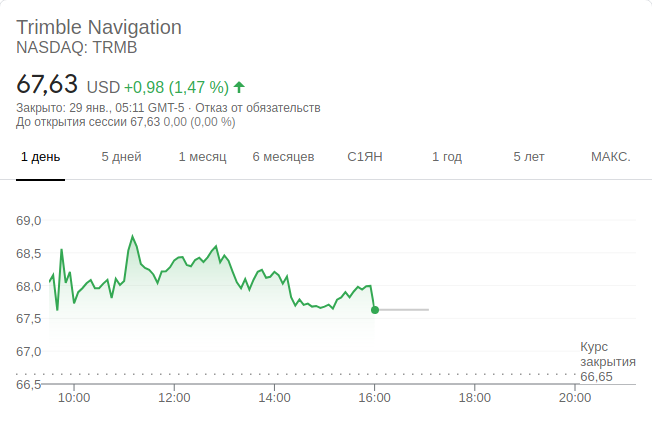 Trimble Navigation
NASDAQ: TRMB
67,63 USD +0,98 (1,47 %)
Закрыто: 29 янв., 05:11 GMT-5 · Отказ от обязательств
До открытия сессии 67,63 0,00 (0,00 %)
1 день 5 дней 1 месяц 6 месяцев С1ЯН 1 год 5 лет МАКС.
69,0
68,5
68,0
67,5
67,0
Курс
закрытия
66,65
66,5
10:00 12:00 14:00 16:00 18:00 20:00